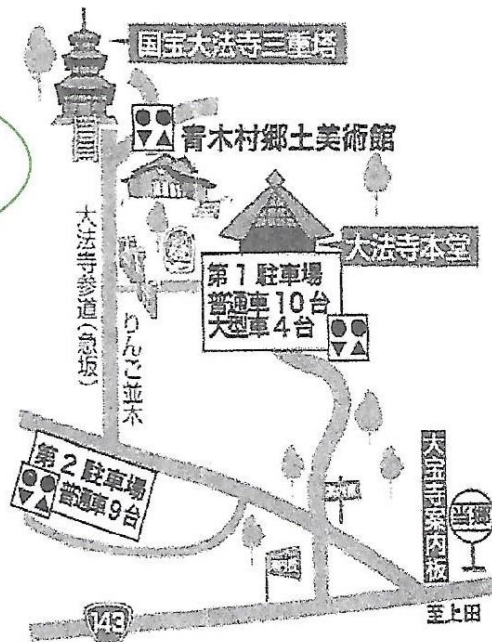 国宝大法寺三重塔
青木村郷土美術館
大法寺本堂
第1駐車場
普通車10台
大型車4台
大法寺参道(急坂)
りんご並木
第2駐車場
普通車9台
大宝寺案内板
当郷
至上田
143